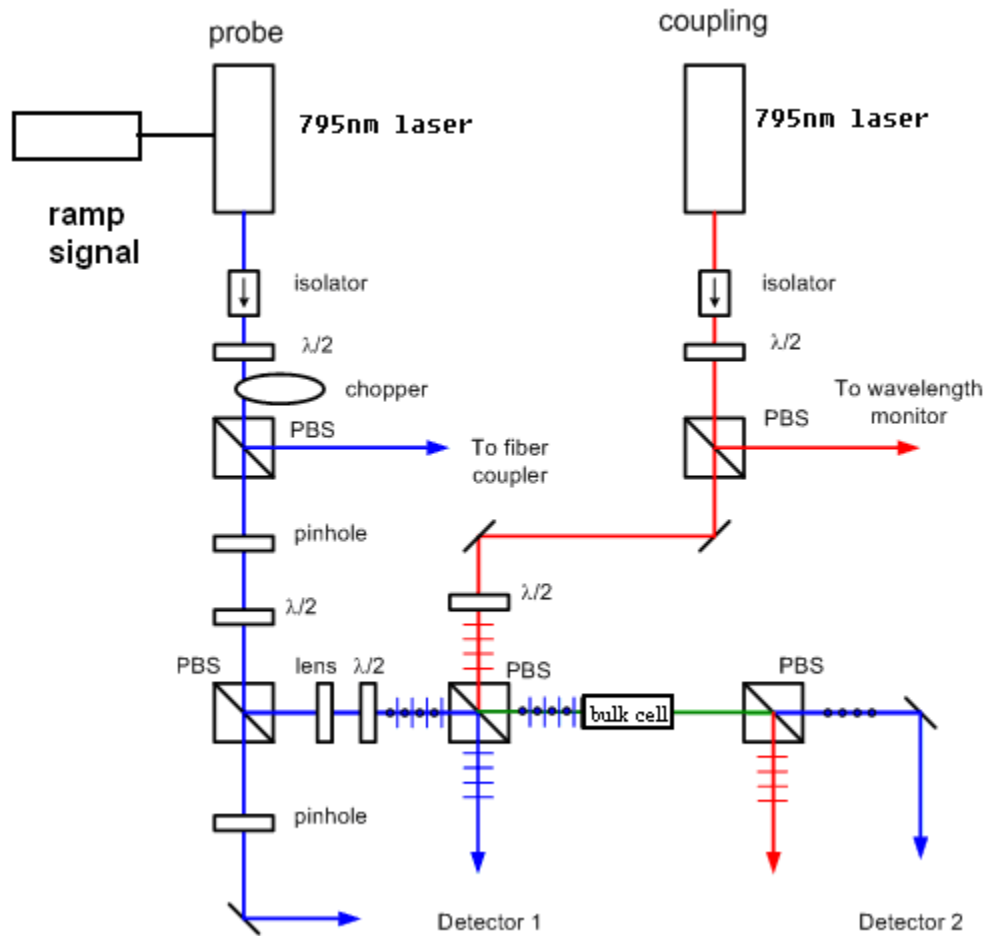 probe
coupling
795nm laser
795nm laser
ramp
signal
isolator
isolator
λ/2
λ/2
chopper
To wavelength
monitor
PBS
PBS
To fiber
coupler
pinhole
λ/2
λ/2
PBS
lens
λ/2
PBS
PBS
bulk cell
pinhole
Detector 1
Detector 2